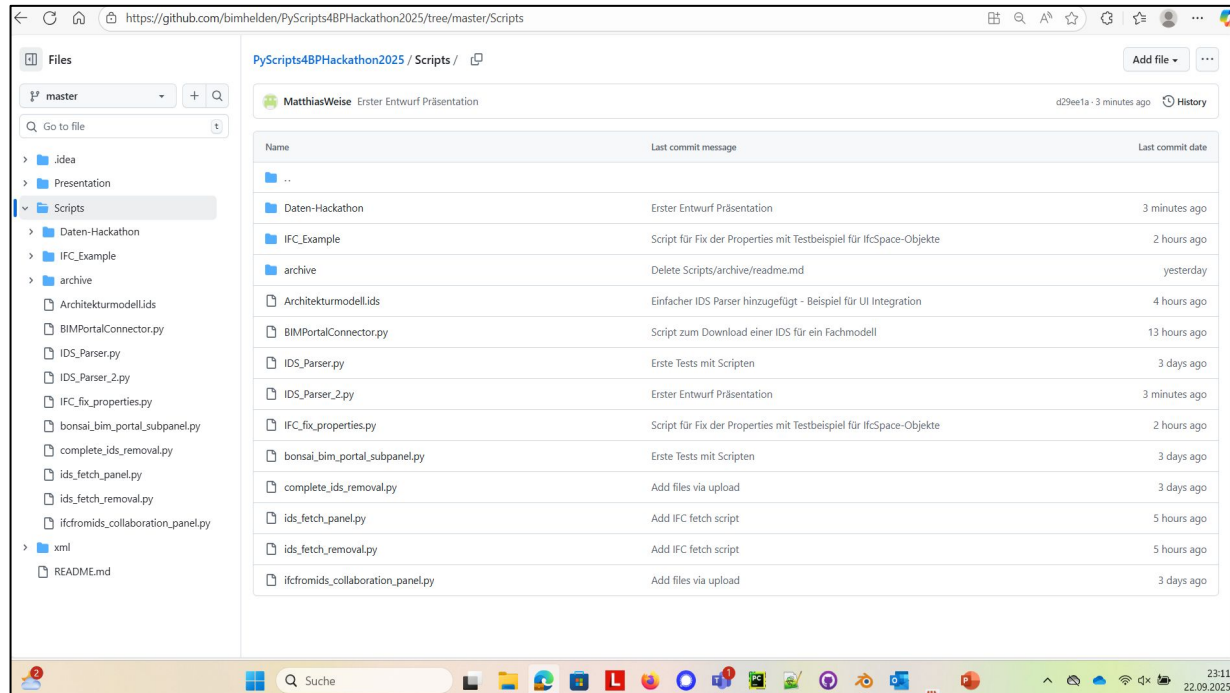 https://github.com/bimhelden/PyScripts4BPHackathon2025/tree/master/Scripts
Files
master
Go to file
t
.idea
Presentation
Scripts
Daten-Hackathon
IFC_Example
archive
Architekturmodell.ids
BIMPortalConnector.py
IDS_Parser.py
IDS_Parser_2.py
IFC_fix_properties.py
bonsai_bim_portal_subpanel.py
complete_ids_removal.py
ids_fetch_panel.py
ids_fetch_removal.py
ifcfromids_collaboration_panel.py
xml
README.md
PyScripts4BPHackathon2025 / Scripts /
Add file
MatthiasWeise Erster Entwurf Präsentation d29ee1a · 3 minutes ago History
Name Last commit message Last commit date
..
Daten-Hackathon Erster Entwurf Präsentation 3 minutes ago
IFC_Example Script für Fix der Properties mit Testbeispiel für IfcSpace-Objekte 2 hours ago
archive Delete Scripts/archive/readme.md yesterday
Architekturmodell.ids Einfacher IDS Parser hinzugefügt - Beispiel für UI Integration 4 hours ago
BIMPortalConnector.py Script zum Download einer IDS für ein Fachmodell 13 hours ago
IDS_Parser.py Erste Tests mit Scripten 3 days ago
IDS_Parser_2.py Erster Entwurf Präsentation 3 minutes ago
IFC_fix_properties.py Script für Fix der Properties mit Testbeispiel für IfcSpace-Objekte 2 hours ago
bonsai_bim_portal_subpanel.py Erste Tests mit Scripten 3 days ago
complete_ids_removal.py Add files via upload 3 days ago
ids_fetch_panel.py Add IFC fetch script 5 hours ago
ids_fetch_removal.py Add IFC fetch script 5 hours ago
ifcfromids_collaboration_panel.py Add files via upload 3 days ago
2
Suche
L
PC
23:11
22.09.2025